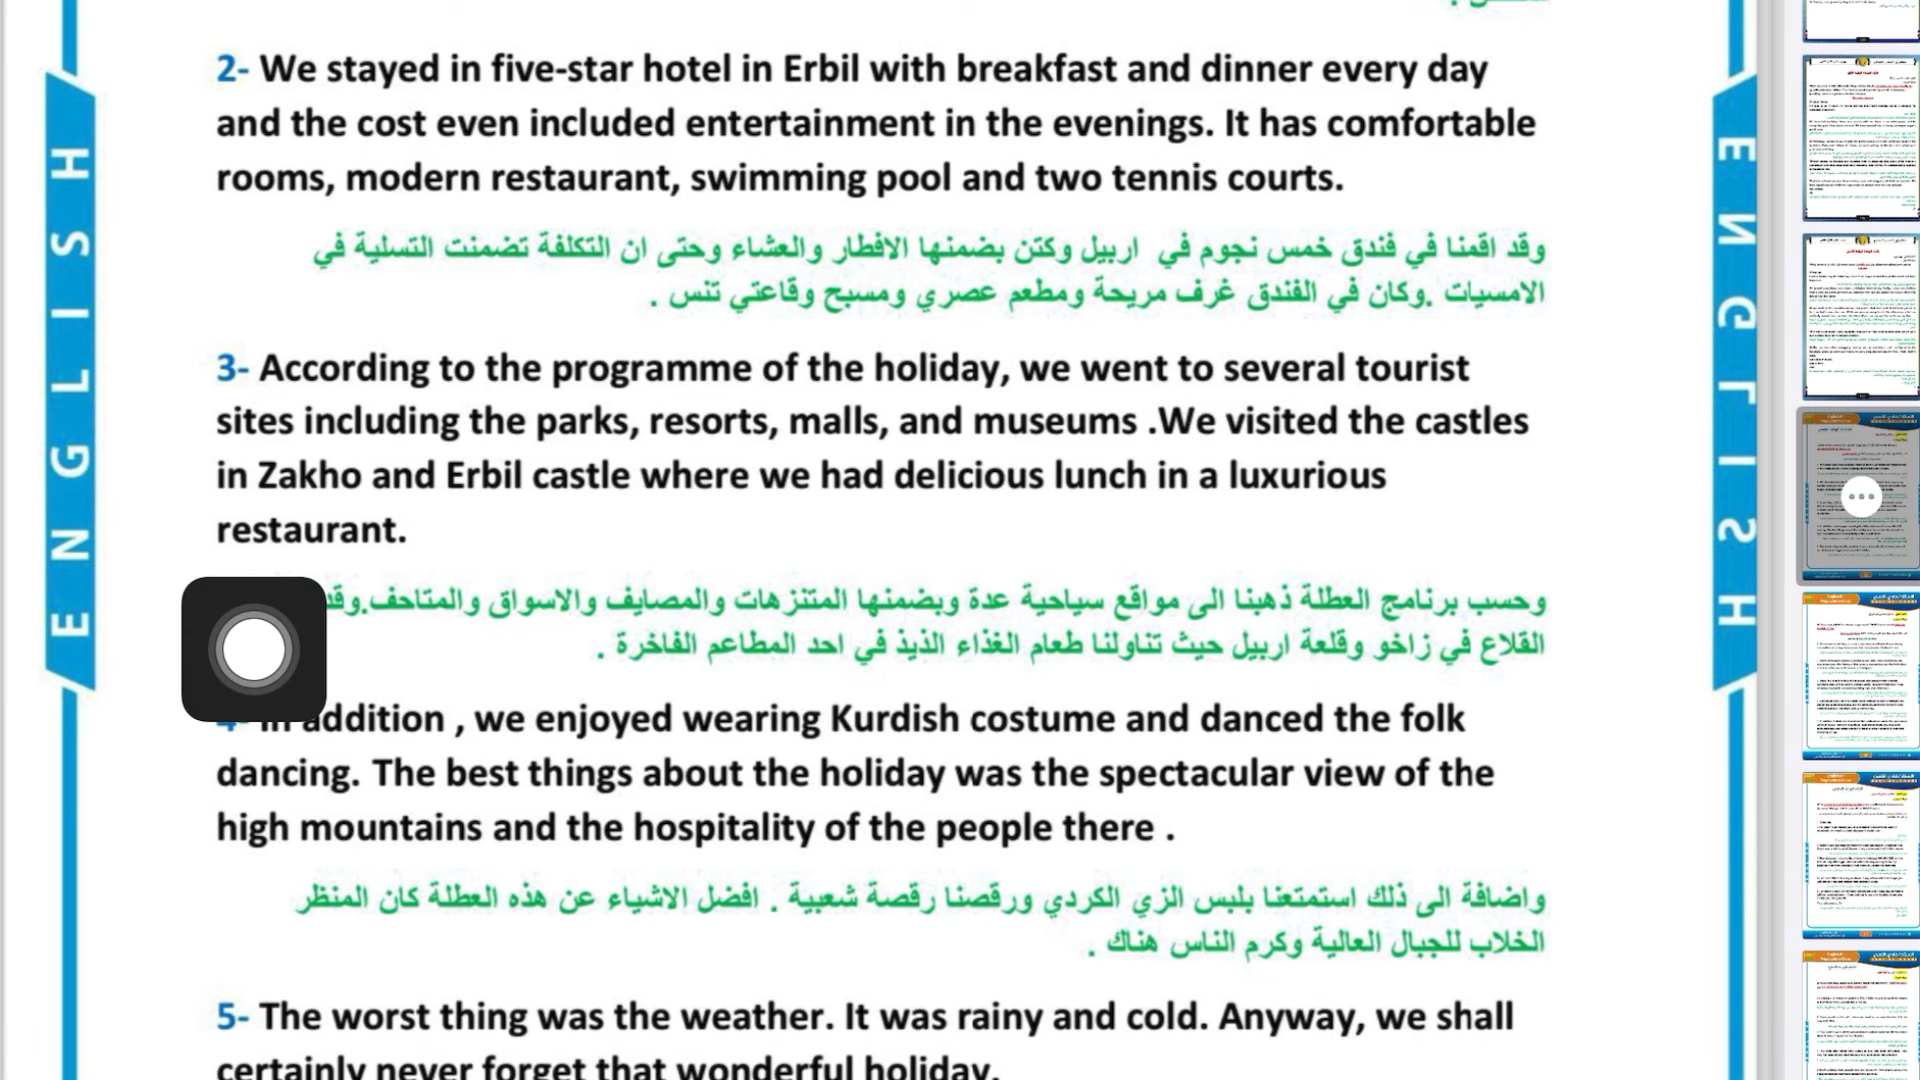 2- We stayed in five-star hotel in Erbil with breakfast and dinner every day
and the cost even included entertainment in the evenings. It has comfortable
rooms, modern restaurant, swimming pool and two tennis courts.
وقد اقمنا في فندق خمس نجوم في اربيل وكتن بضمنها الافطار والعشاء وحتى ان التكلفة تضمنت التسلية في
الامسيات .وكان في الفندق غرف مريحة ومطعم عصري ومسبح وقاعتي تنس .
3- According to the programme of the holiday, we went to several tourist
sites including the parks, resorts, malls, and museums .We visited the castles
in Zakho and Erbil castle where we had delicious lunch in a luxurious
restaurant.
وحسب برنامج العطلة ذهبنا الى مواقع سياحية عدة وبضمنها المتنزهات والمصايف والاسواق والمتاحف.وقد
القلاع في زاخو وقلعة اربيل حيث تناولنا طعام الغذاء الذيذ في احد المطاعم الفاخرة .
4- In addition , we enjoyed wearing Kurdish costume and danced the folk
dancing. The best things about the holiday was the spectacular view of the
high mountains and the hospitality of the people there .
واضافة الى ذلك استمتعنا بلبس الزي الكردي ورقصنا رقصة شعبية . افضل الاشياء عن هذه العطلة كان المنظر
الخلاب للجبال العالية وكرم الناس هناك .
5- The worst thing was the weather. It was rainy and cold. Anyway, we shall
certainly never forget that wonderful holiday.
ENGLISH
ENGLISH